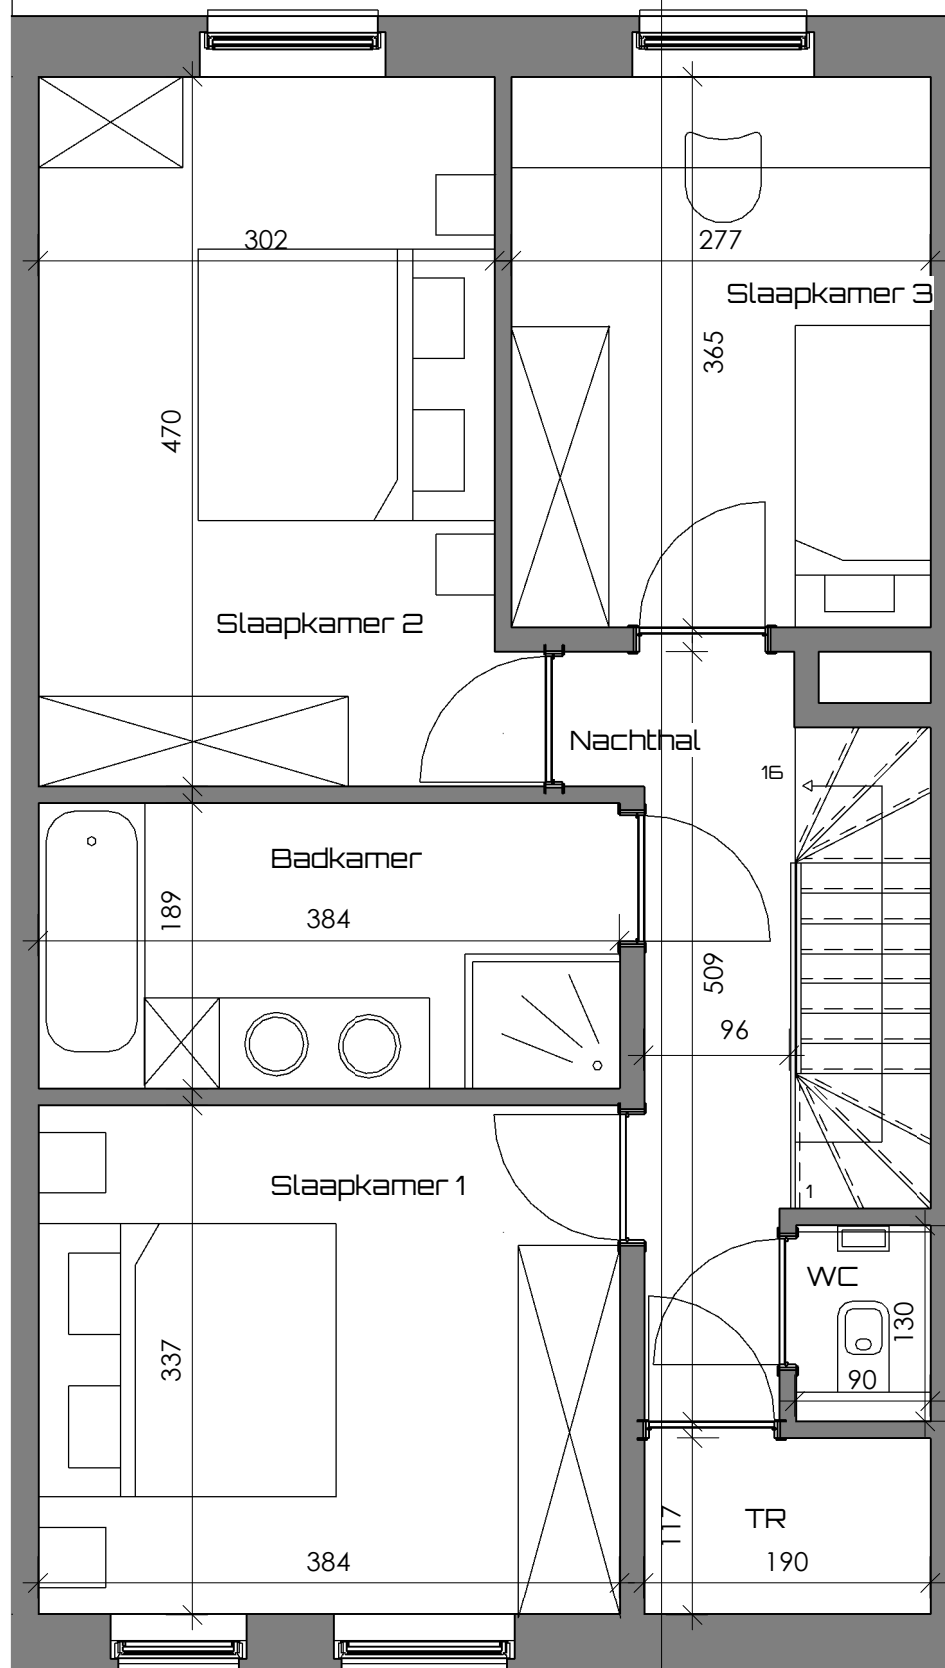 302
277
Slaapkamer 3
365
470
Slaapkamer 2
Nachthal
16
Badkamer
189
384
509
96
Slaapkamer 1
1
WC
130
337
90
117
TR
384
190